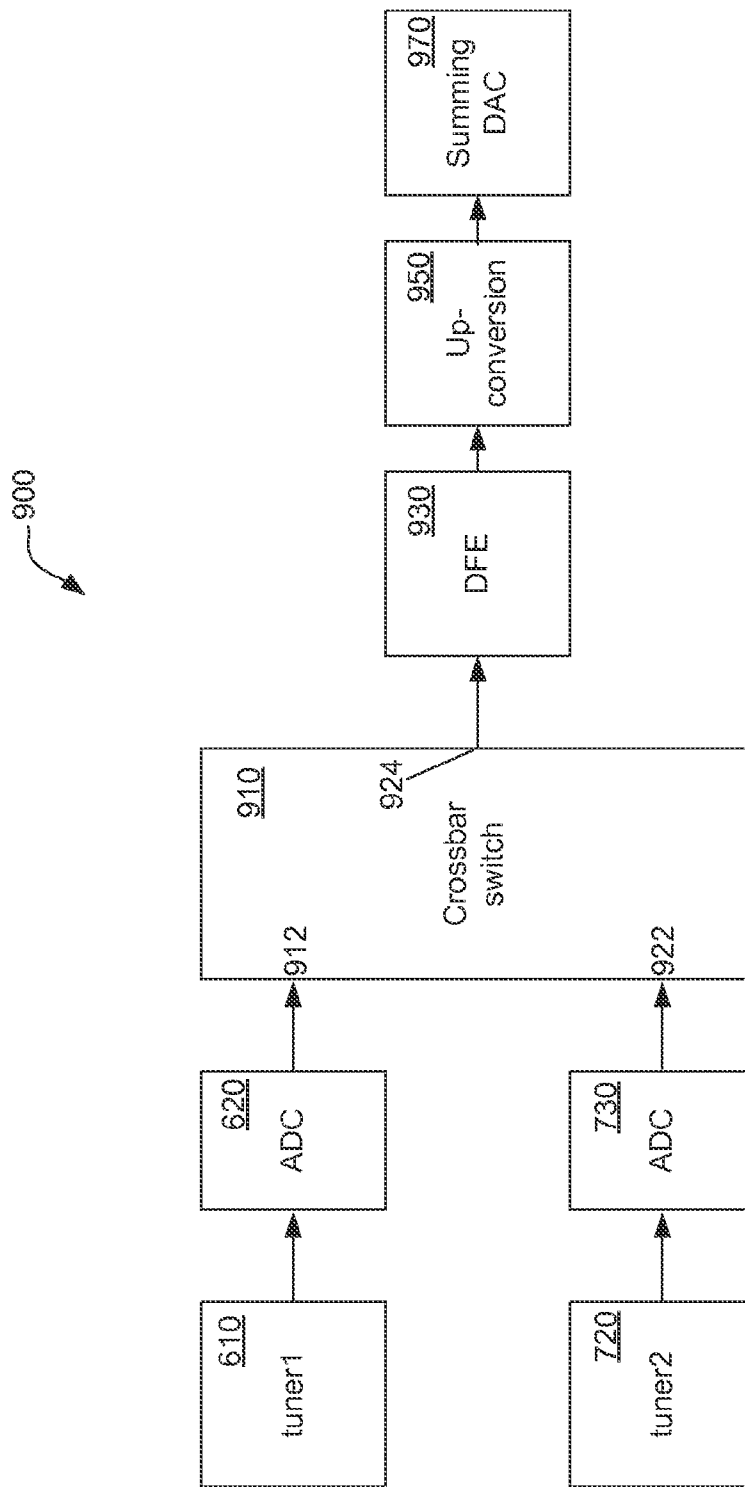 900
610
tuner1
620
ADC
912
910
Crossbar
switch
924
930
DFE
950
Up-
conversion
970
Summing
DAC
720
tuner2
730
ADC
922